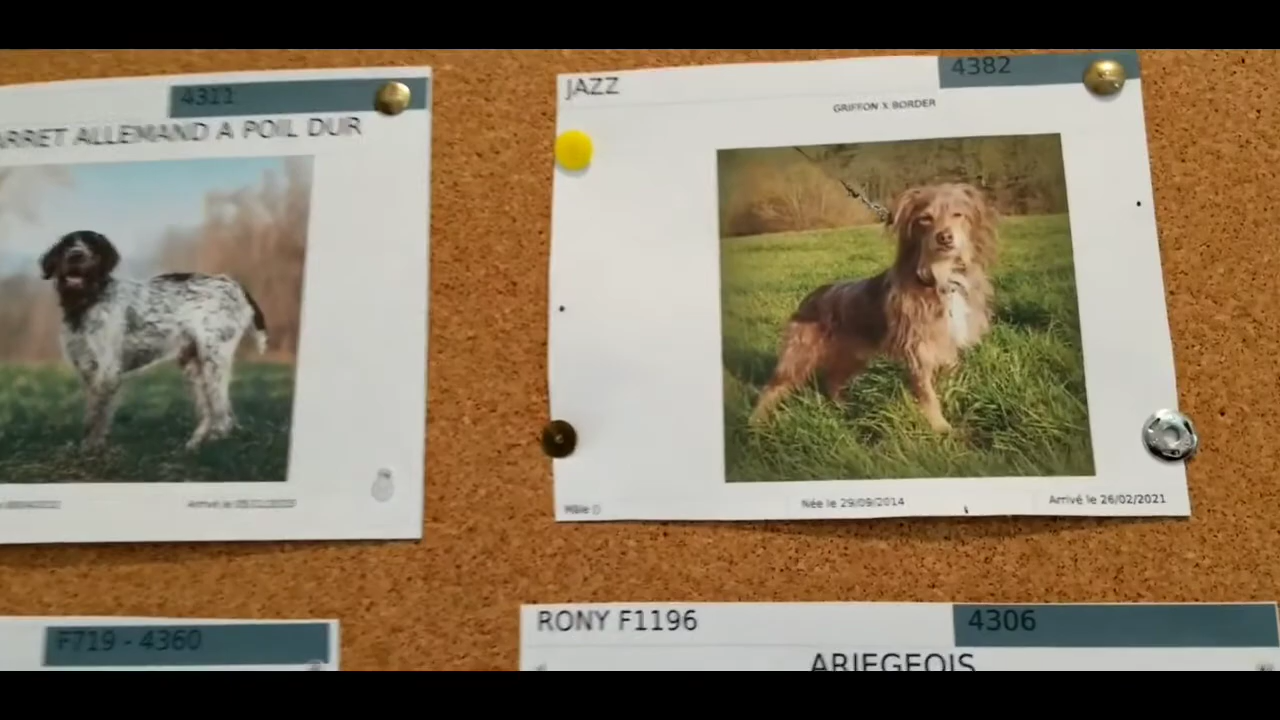 4311
ARRET ALLEMAND A POIL DUR
JAZZ
4382
GRIFFON X BORDER
Mâle ()
Née le 29/09/2014
Arrivé le 26/02/2021
F719 - 4360
RONY F1196
4306
ARIEGEOIS